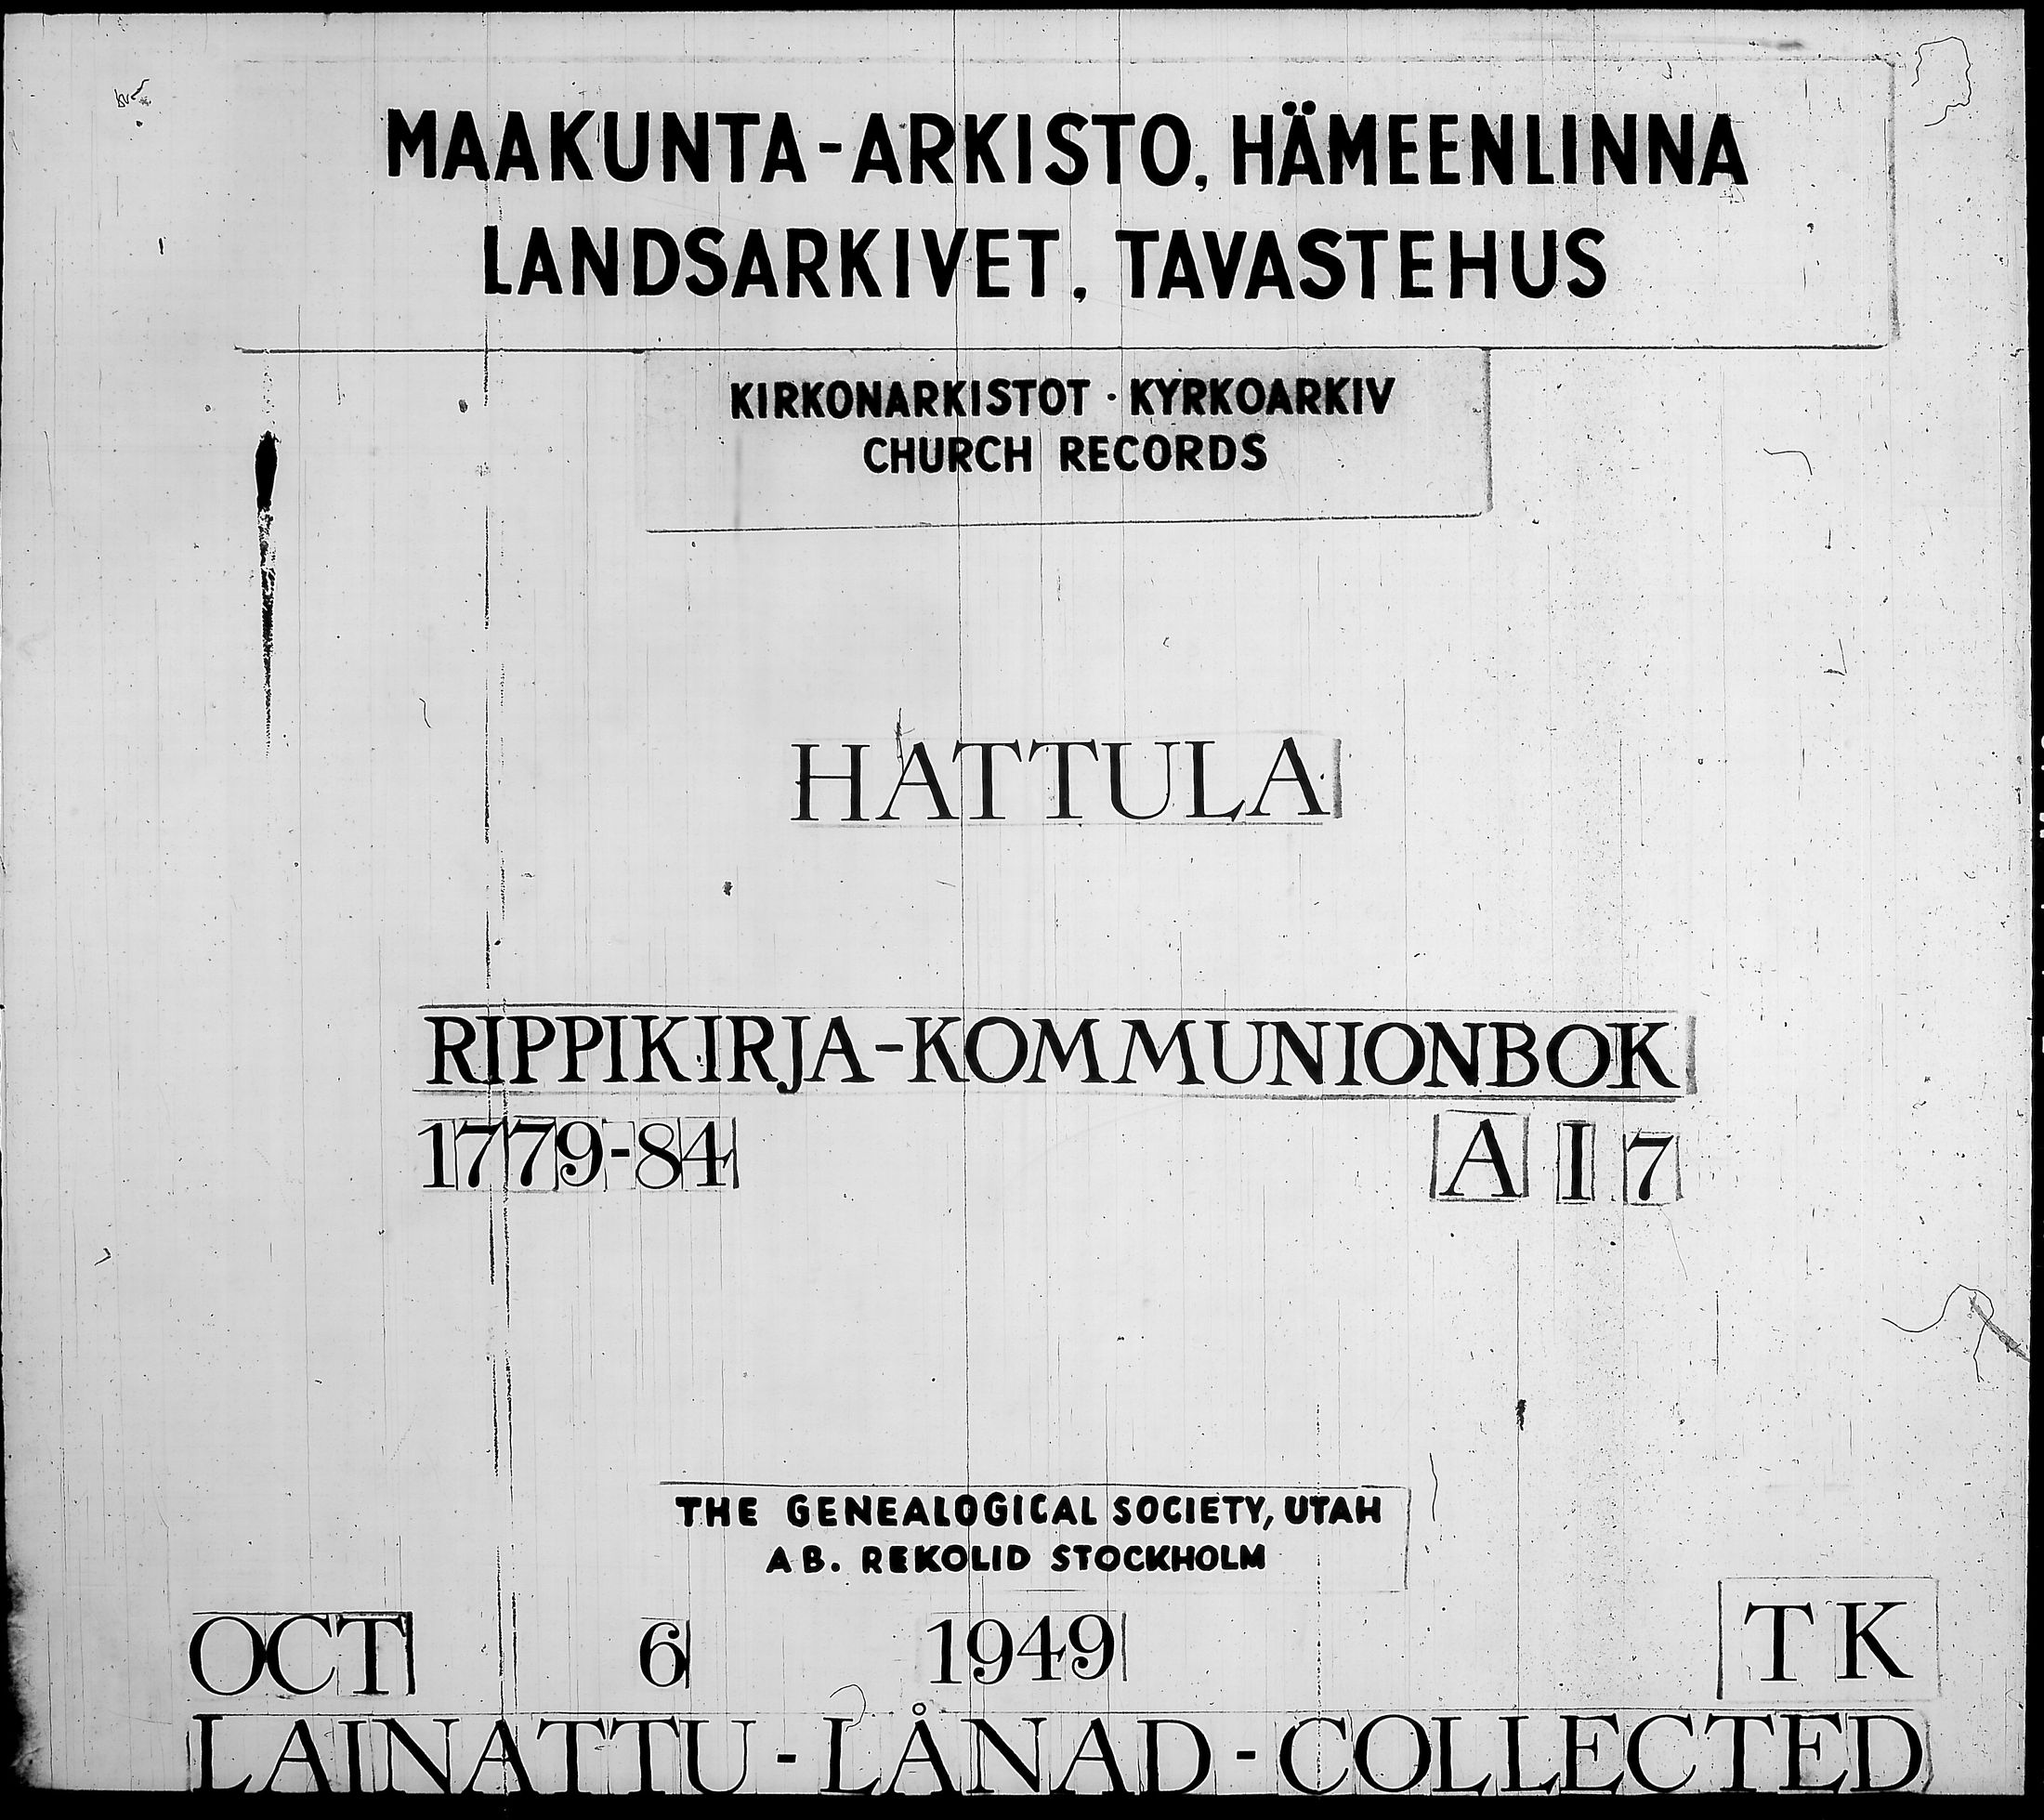 MAAKUNTA-ARKISTO, HÄMEENLINNA
LANDSARKIVET, TAVASTEHUS
KIRKONARKISTOT · KYRKOARKIV
CHURCH RECORDS
HATTULA
RIPPIKIRJA-KOMMUNIONBOK
1779-84 A I 7
THE GENEALOGICAL SOCIETY, UTAH
AB. REKOLID STOCKHOLM
OCT 6 1949 TK
LAINATTU-LÅNAD-COLLECTED